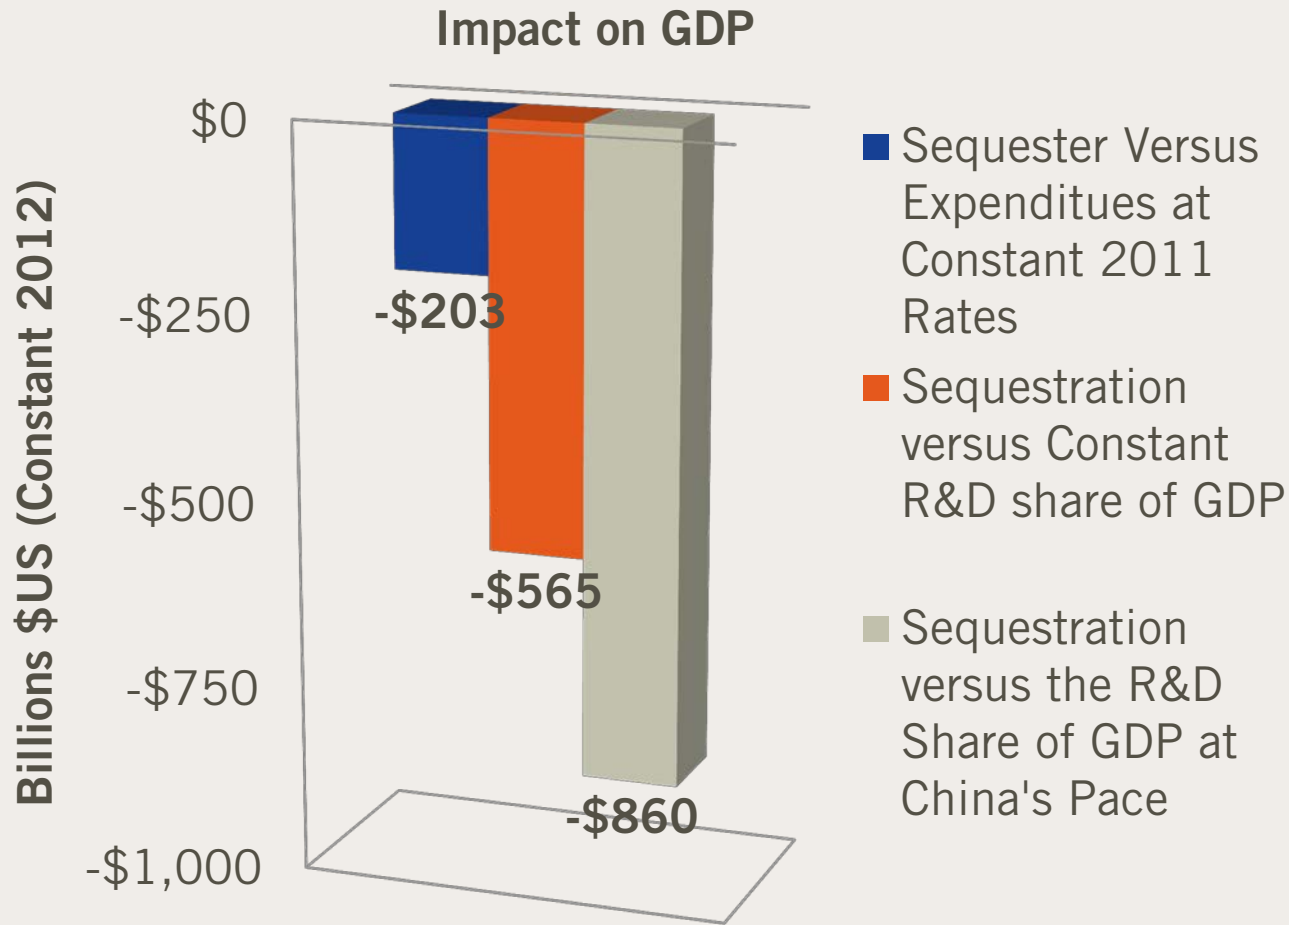 Impact on GDP
Billions $US (Constant 2012)
$0
-$250
-$500
-$750
-$1,000
-$203
-$565
-$860
Sequester Versus
Expenditues at
Constant 2011
Rates
Sequestration
versus Constant
R&D share of GDP
Sequestration
versus the R&D
Share of GDP at
China's Pace